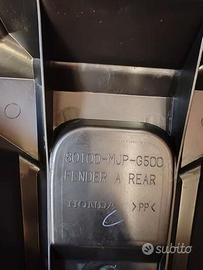 80100-MJP-G500
FENDER A REAR
HONDA
>PP<
subito